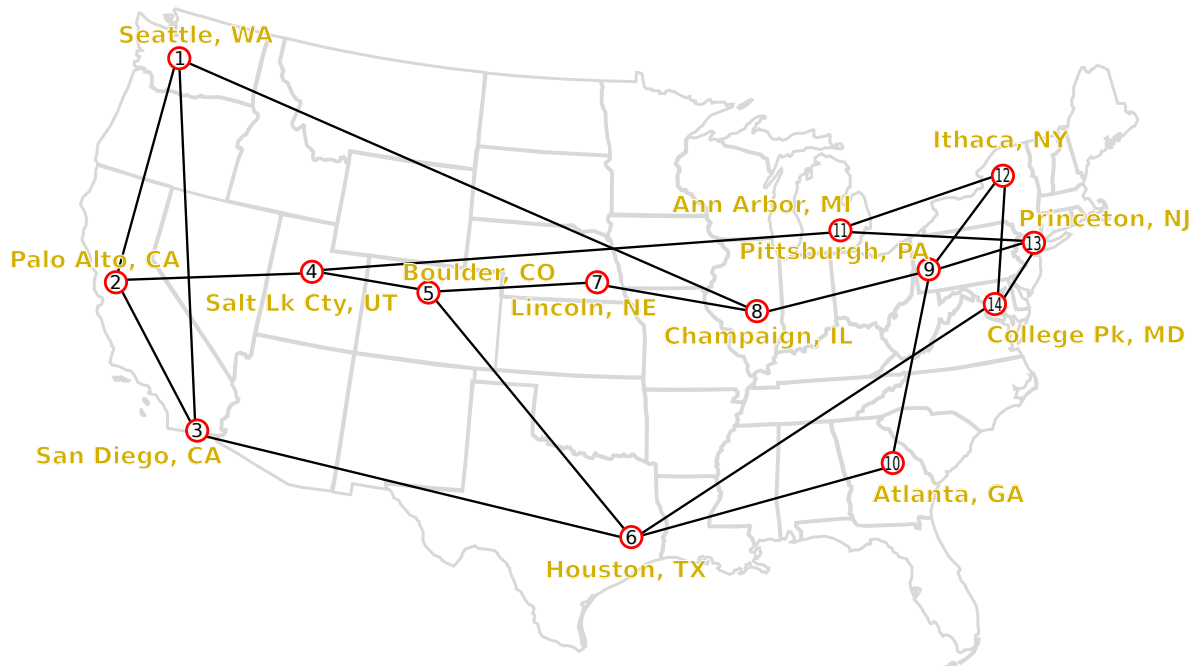 Seattle, WA
1
Ithaca, NY
12
Ann Arbor, MI
11
Princeton, NJ
13
Pittsburgh, PA
9
Palo Alto, CA
2
4
Salt Lk Cty, UT
Boulder, CO
5
7
Lincoln, NE
8
Champaign, IL
14
College Pk, MD
3
San Diego, CA
10
Atlanta, GA
6
Houston, TX